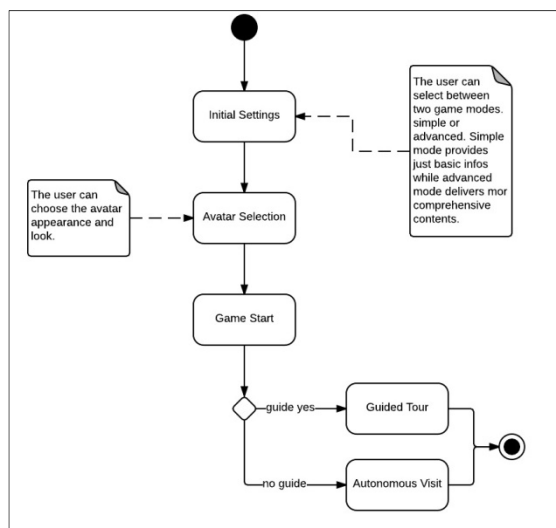 Initial Settings
The user can
select between
two game modes.
simple or
advanced. Simple
mode provides
just basic infos
while advanced
mode delivers mor
comprehensive
contents.
The user can
choose the avatar
appearance and
look.
Avatar Selection
Game Start
guide yes
Guided Tour
no guide
Autonomous Visit